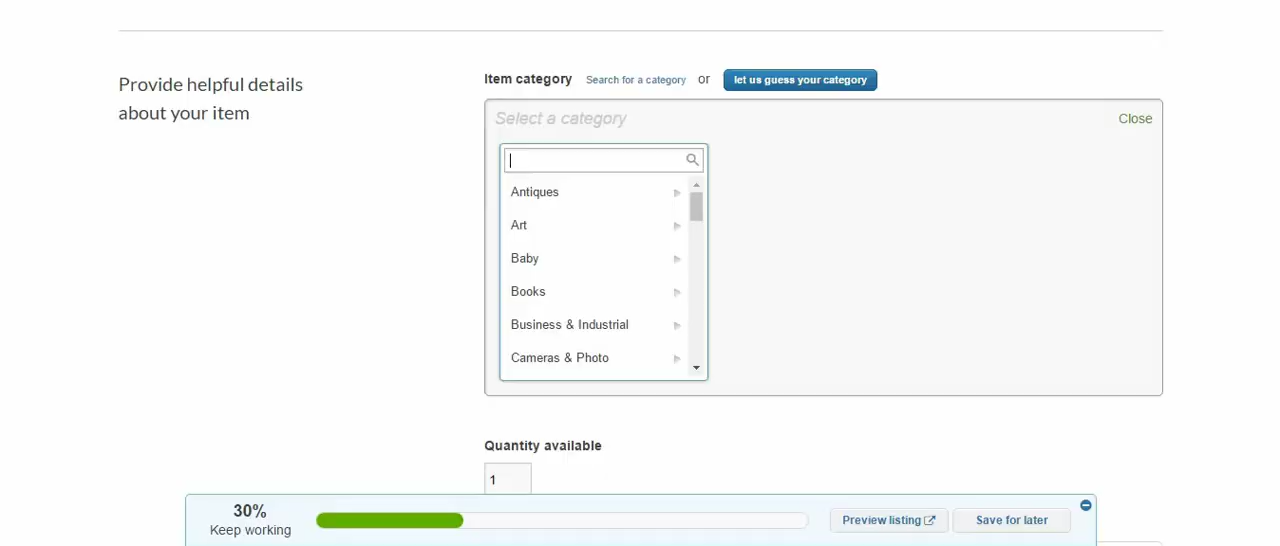 Provide helpful details
about your item
Item category Search for a category or let us guess your category
Select a category
Close
Antiques
Art
Baby
Books
Business & Industrial
Cameras & Photo
Quantity available
1
30%
Keep working
Preview listing
Save for later